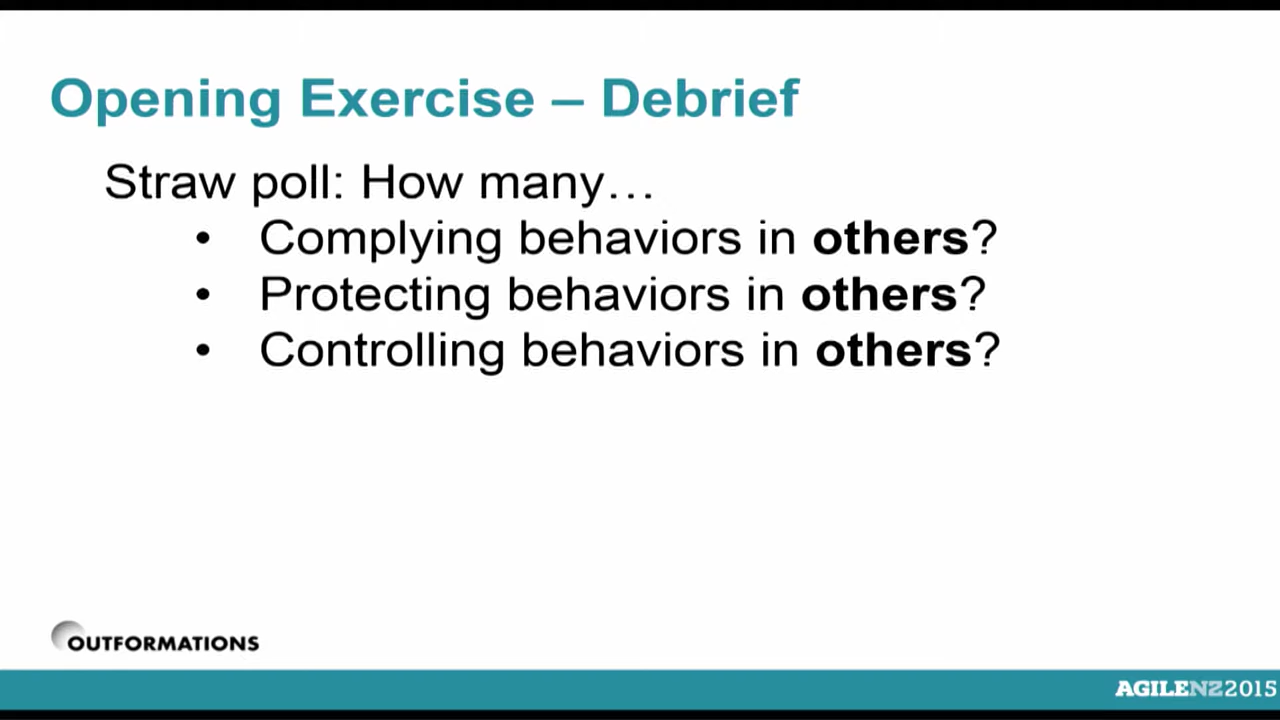 Opening Exercise – Debrief
Straw poll: How many…
• Complying behaviors in others?
• Protecting behaviors in others?
• Controlling behaviors in others?
OUTFORMATIONS
AGILENZ2015